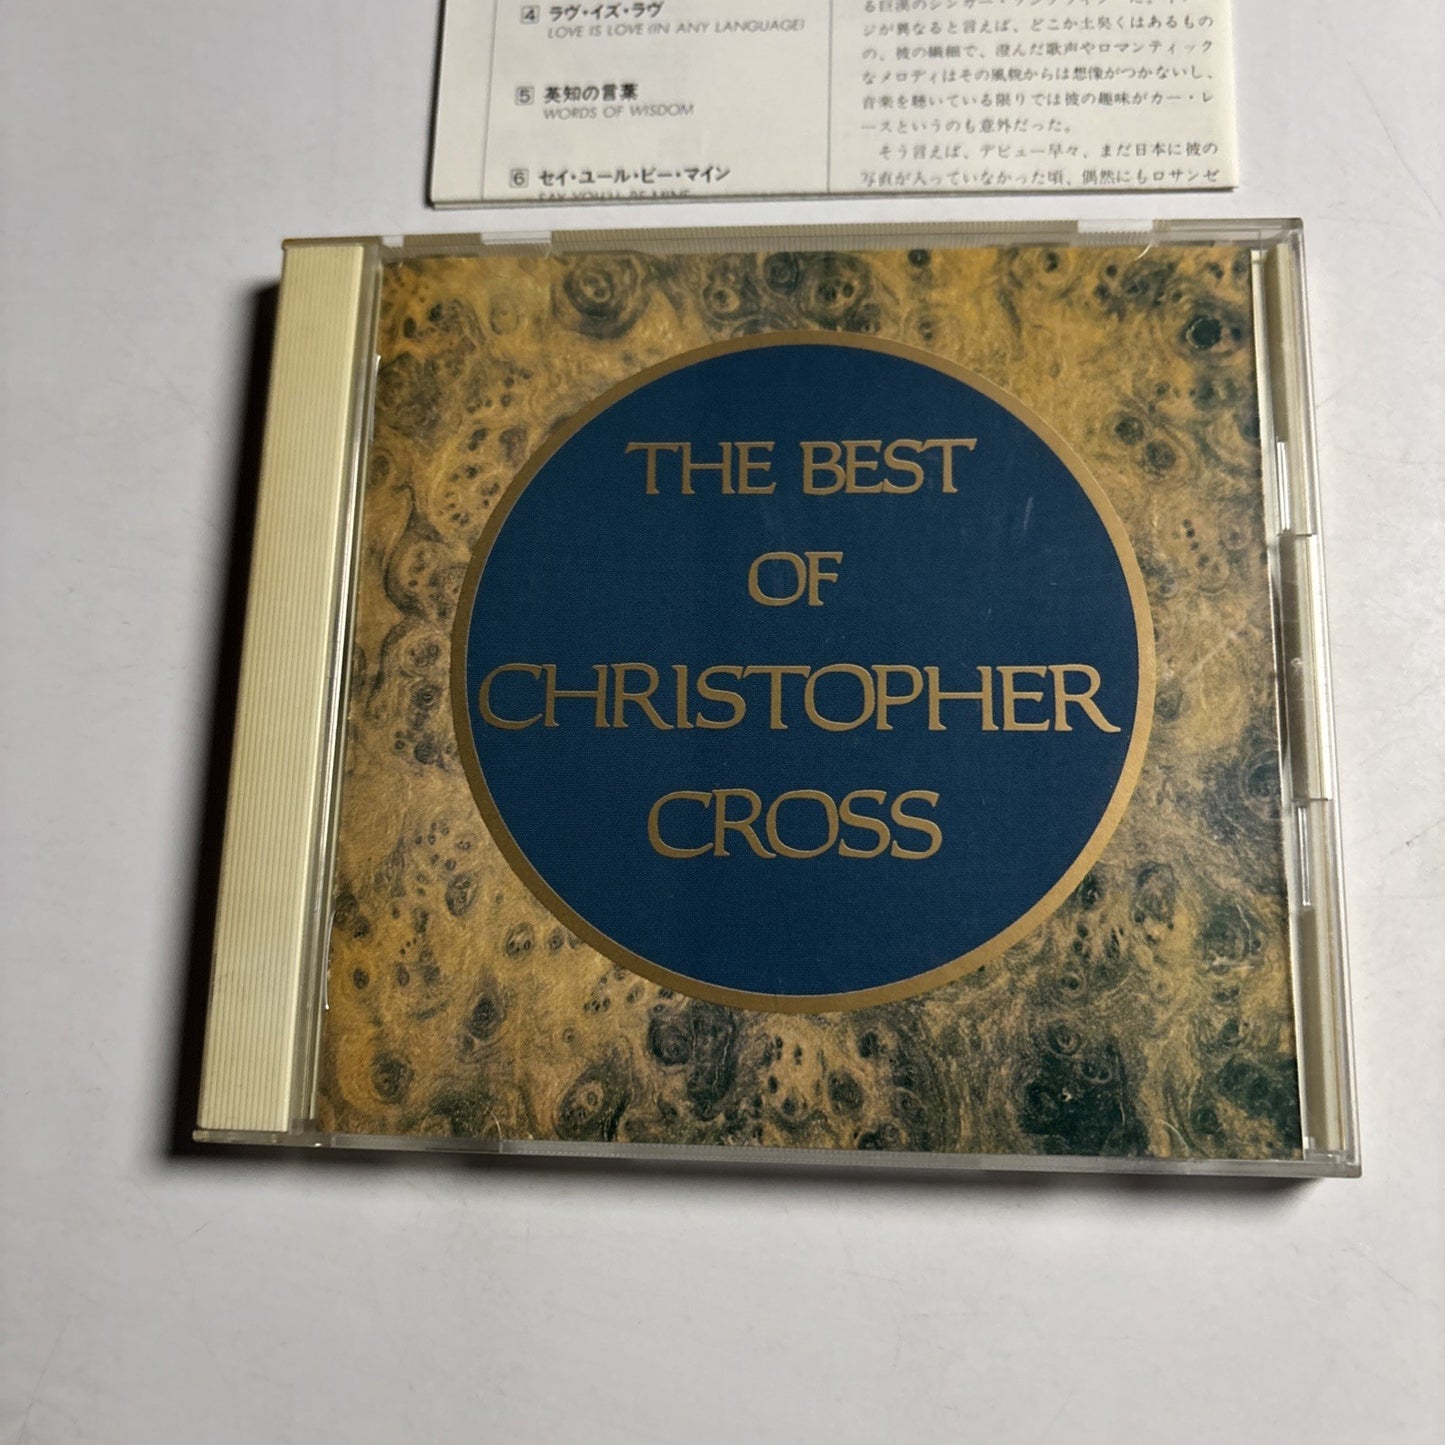 4 ラヴ・イズ・ラヴ
LOVE IS LOVE (IN ANY LANGUAGE)
5 英知の言葉
WORDS OF WISDOM
6 セイ・ユール・ビー・マイン
SAY YOU'LL BE MINE
ジが異なると言えば、どこか土臭くはあるもの
の、彼の繊細で、澄んだ歌声やロマンティック
なメロディはその風貌からは想像がつかないし、
音楽を聴いている限りでは彼の趣味がカー・レ
ースというのも意外だった。
そう言えば、デビュー早々、まだ日本に彼の
写真が入っていなかった頃、偶然にもロサンゼ
THE BEST
OF
CHRISTOPHER
CROSS